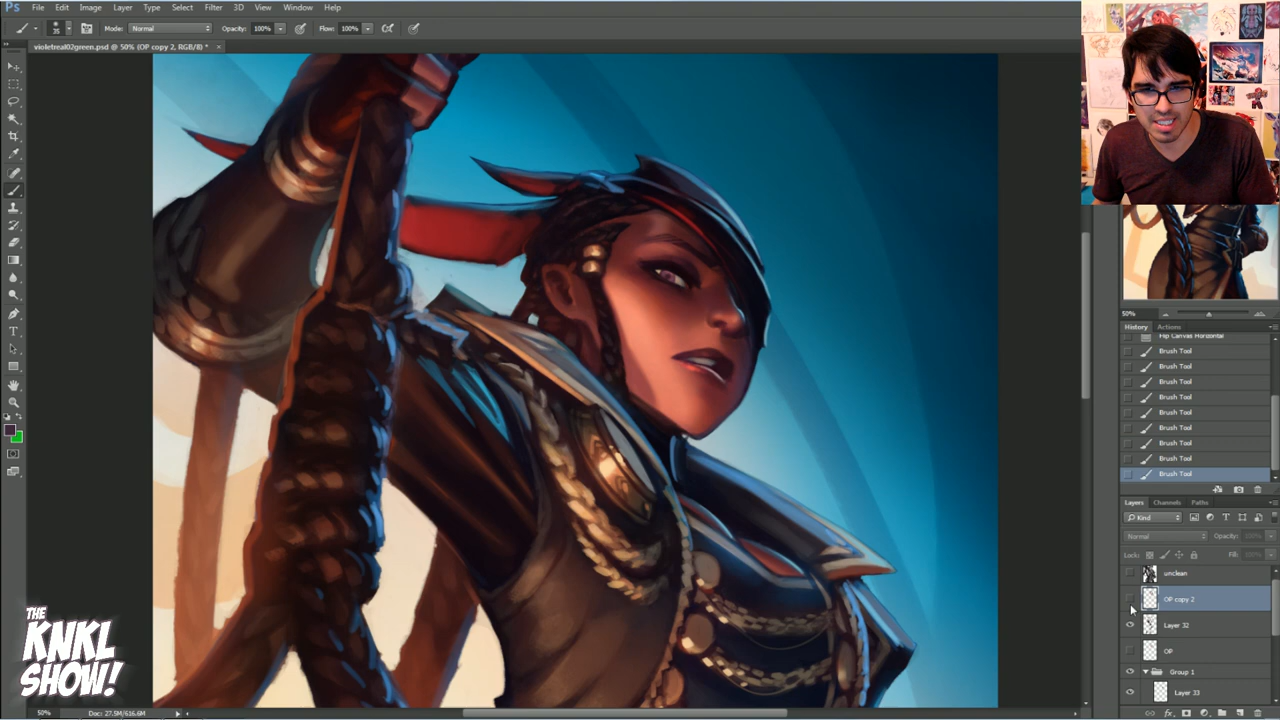 Ps File Edit Image Layer Type Select Filter 3D View Window Help
35 Mode: Normal Opacity: 100% Flow: 100%
violetreal02green.psd @ 50% (OP copy 2, RGB/8) *
50%
History Actions
Flip Canvas Horizontal
Brush Tool
Brush Tool
Brush Tool
Brush Tool
Brush Tool
Brush Tool
Brush Tool
Brush Tool
Brush Tool
Layers Channels Paths
Kind
Normal Opacity: 100%
Lock: Fill: 100%
unclean
OP copy 2
Layer 32
OP
Group 1
Layer 33
THE
KNKL
SHOW!
50% Doc: 27.5M/616.6M